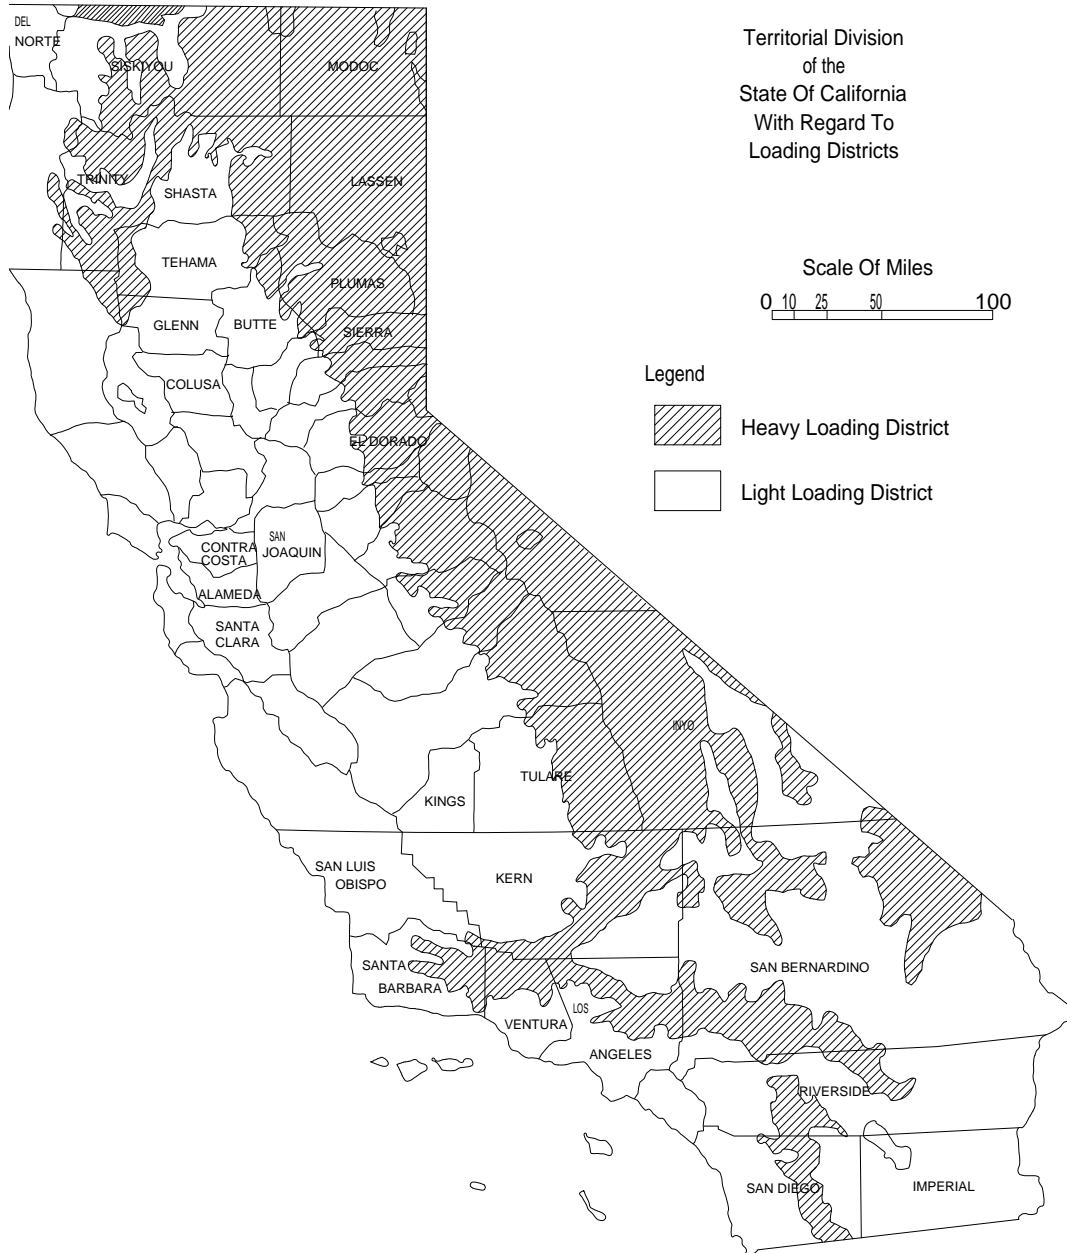 Territorial Division
of the
State Of California
With Regard To
Loading Districts
Scale Of Miles
0 10 25 50 100
Legend
Heavy Loading District
Light Loading District
DEL
NORTE
SISKIYOU
MODOC
TRINITY
SHASTA
LASSEN
TEHAMA
PLUMAS
GLENN
BUTTE
SIERRA
COLUSA
EL DORADO
SAN
JOAQUIN
CONTRA
COSTA
ALAMEDA
SANTA
CLARA
INYO
TULARE
KINGS
SAN LUIS
OBISPO
KERN
SANTA
BARBARA
SAN BERNARDINO
VENTURA
LOS
ANGELES
RIVERSIDE
SAN DIEGO
IMPERIAL